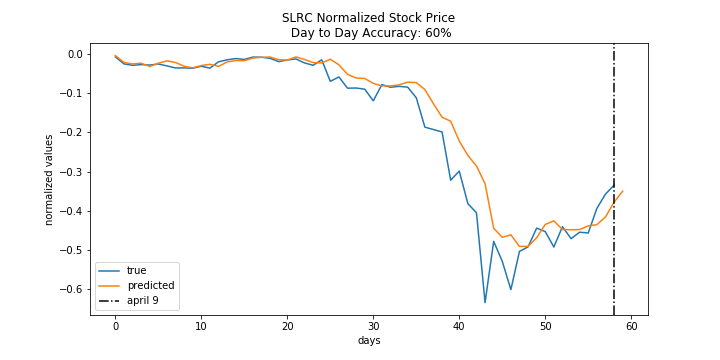 SLRC Normalized Stock Price
Day to Day Accuracy: 60%
normalized values
0.0
−0.1
−0.2
−0.3
−0.4
−0.5
−0.6
true
predicted
april 9
0
10
20
30
40
50
60
days